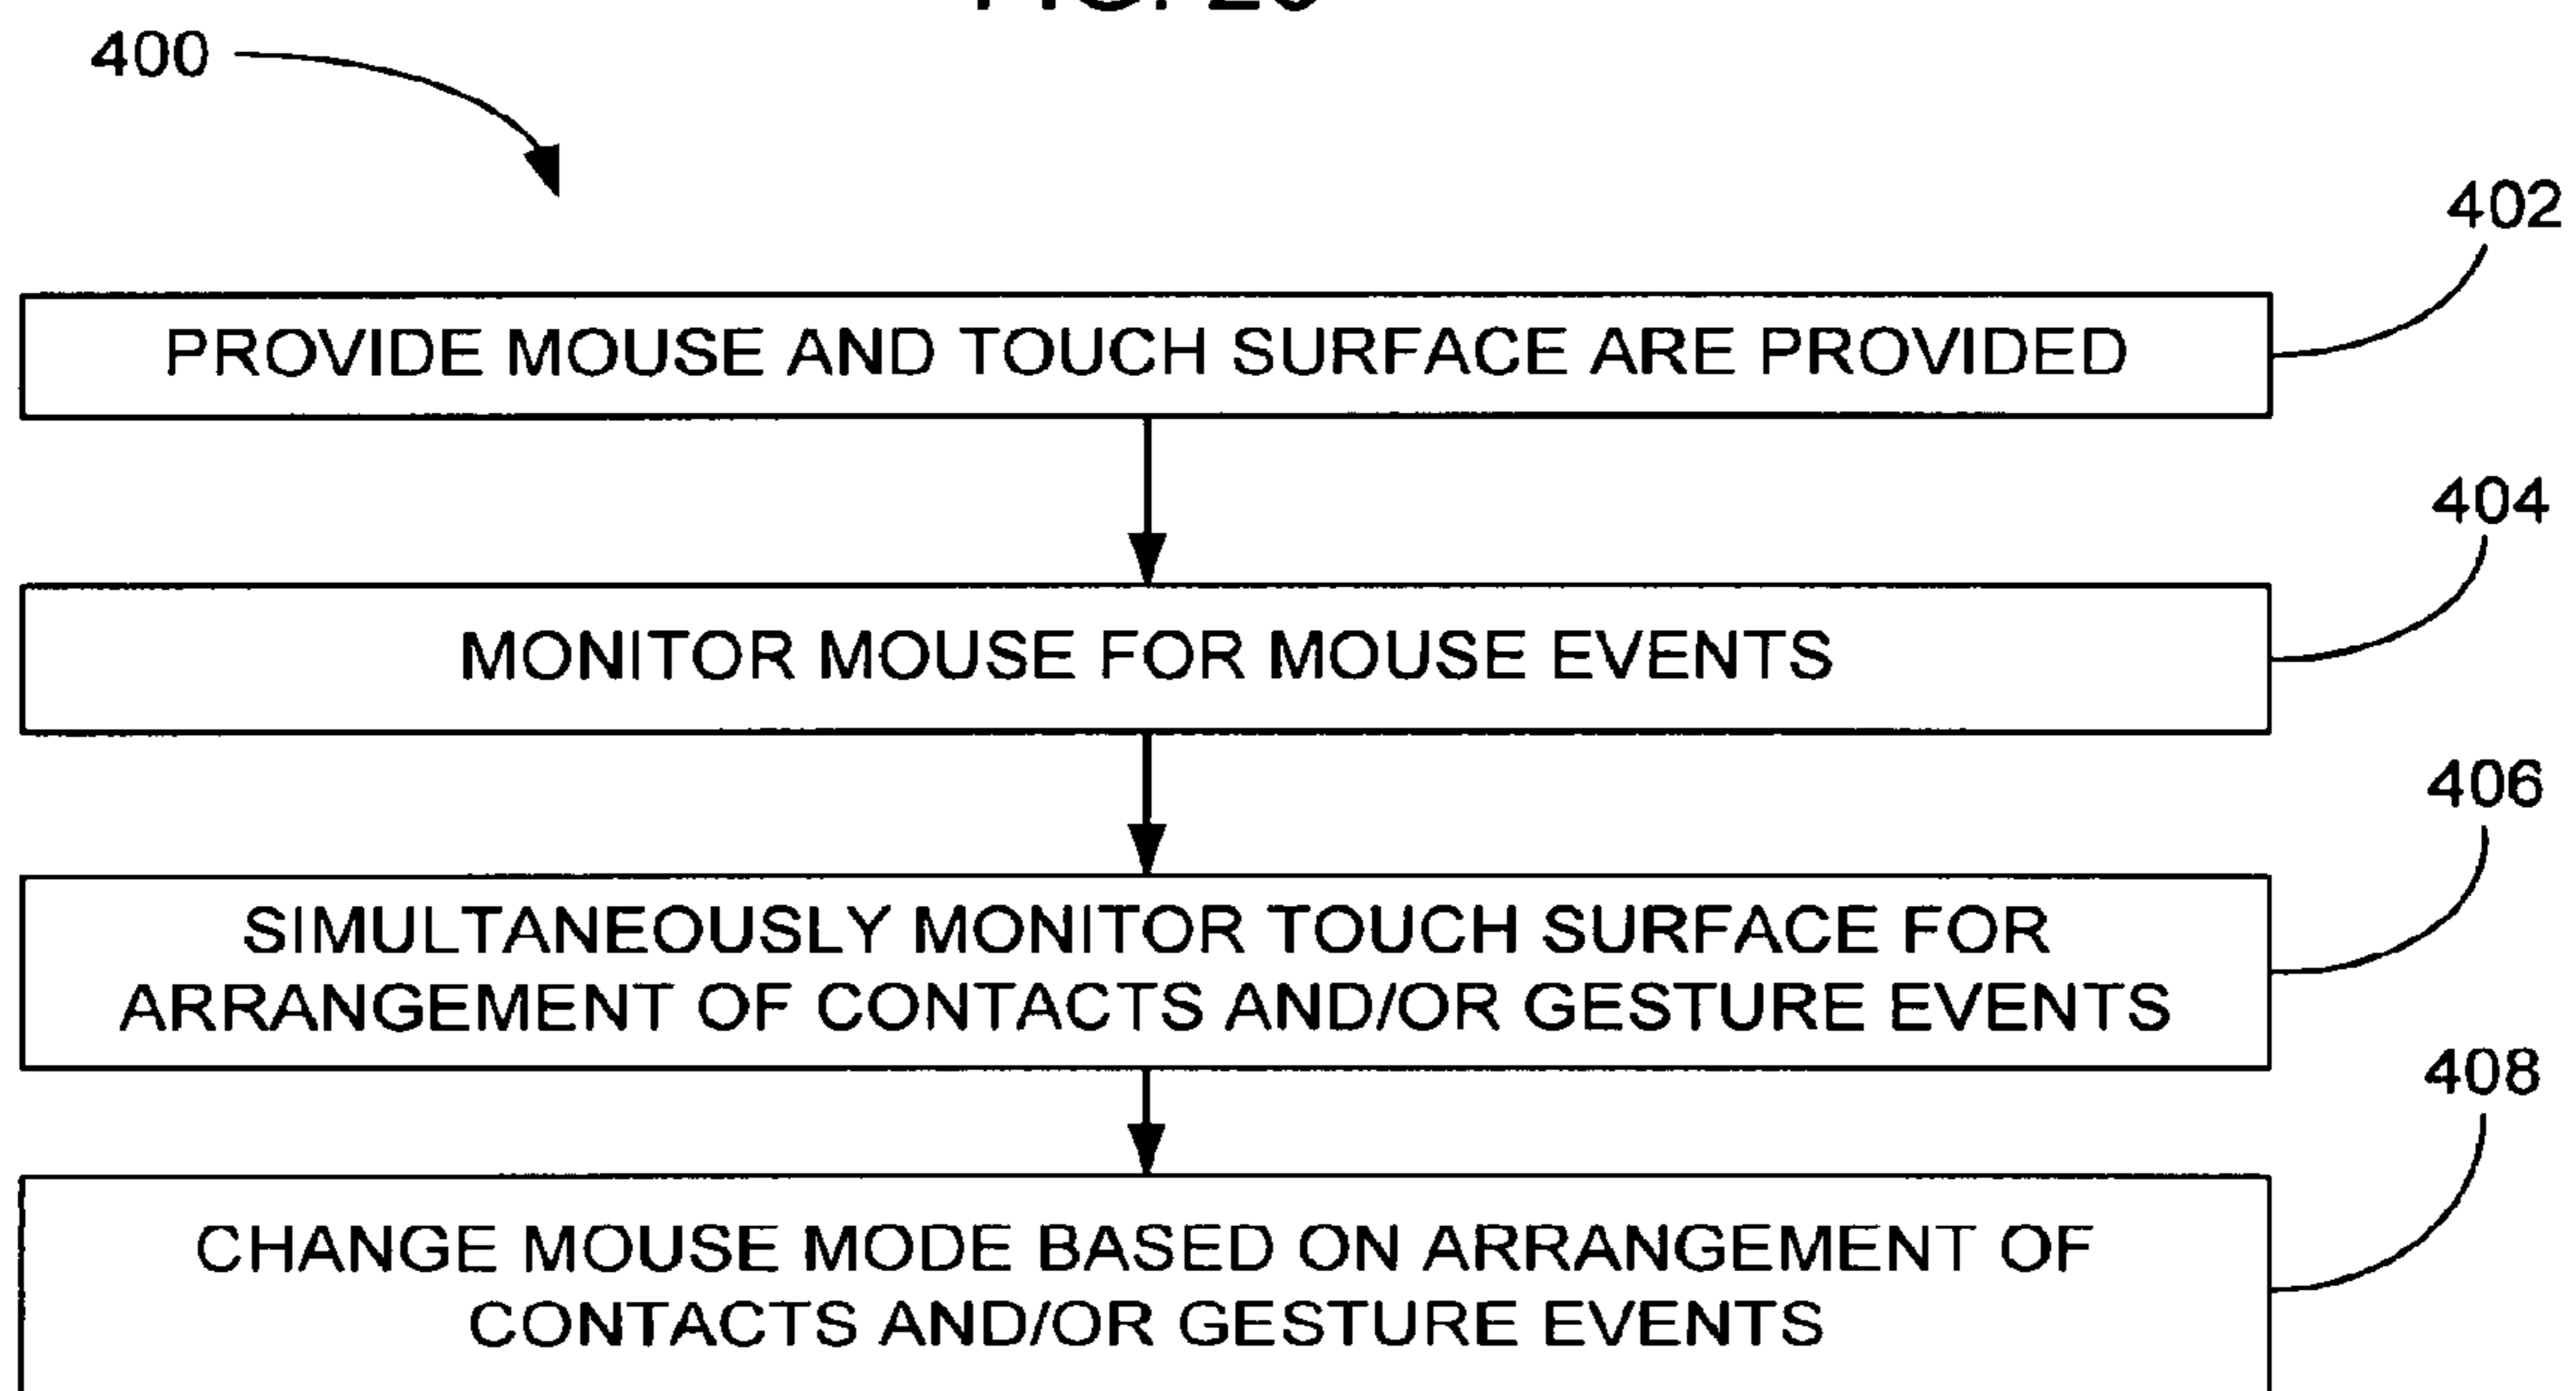 400
402
PROVIDE MOUSE AND TOUCH SURFACE ARE PROVIDED
404
MONITOR MOUSE FOR MOUSE EVENTS
406
SIMULTANEOUSLY MONITOR TOUCH SURFACE FOR
ARRANGEMENT OF CONTACTS AND/OR GESTURE EVENTS
408
CHANGE MOUSE MODE BASED ON ARRANGEMENT OF
CONTACTS AND/OR GESTURE EVENTS